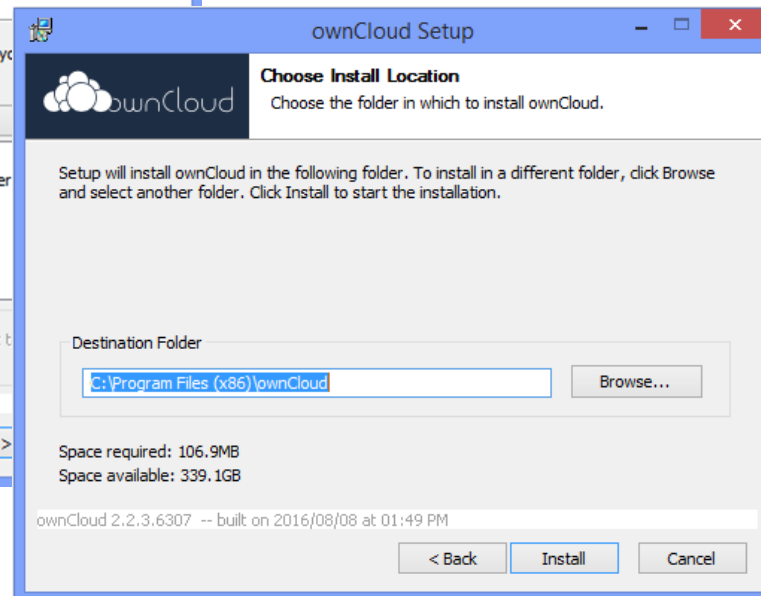 ownCloud Setup
ownCloud
Choose Install Location
Choose the folder in which to install ownCloud.
Setup will install ownCloud in the following folder. To install in a different folder, click Browse
and select another folder. Click Install to start the installation.
Destination Folder
C:\Program Files (x86)\ownCloud
Browse...
Space required: 106.9MB
Space available: 339.1GB
ownCloud 2.2.3.6307 -- built on 2016/08/08 at 01:49 PM
< Back
Install
Cancel